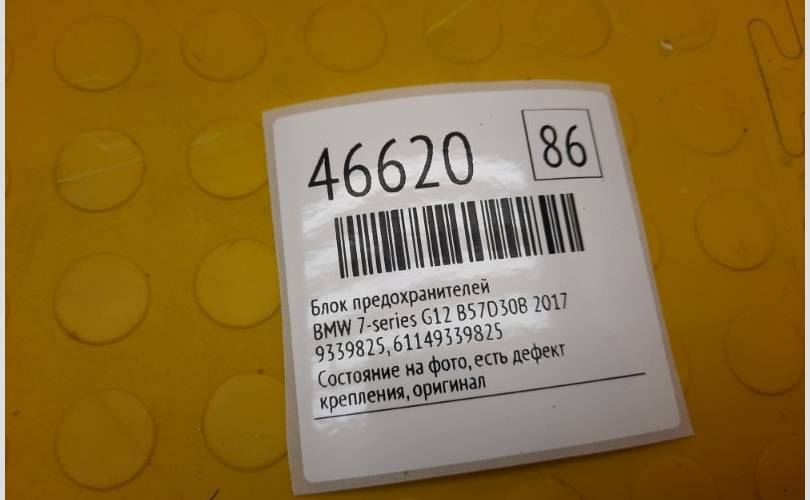 46620
86
Блок предохранителей
BMW 7-series G12 B57D30B 2017
9339825, 61149339825
Состояние на фото, есть дефект
крепления, оригинал